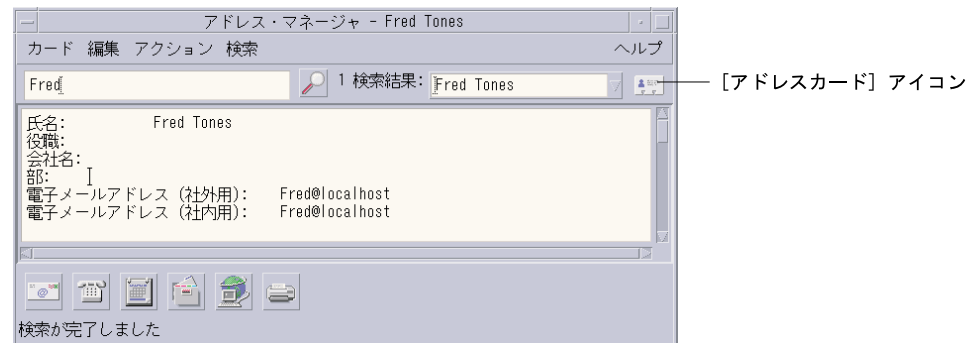 アドレス・マネージャ - Fred Tones
カード 編集 アクション 検索 ヘルプ
Fred 1 検索結果: Fred Tones [アドレスカード] アイコン
氏名: Fred Tones
役職:
会社名:
部:
電子メールアドレス (社外用): Fred@localhost
電子メールアドレス (社内用): Fred@localhost
検索が完了しました